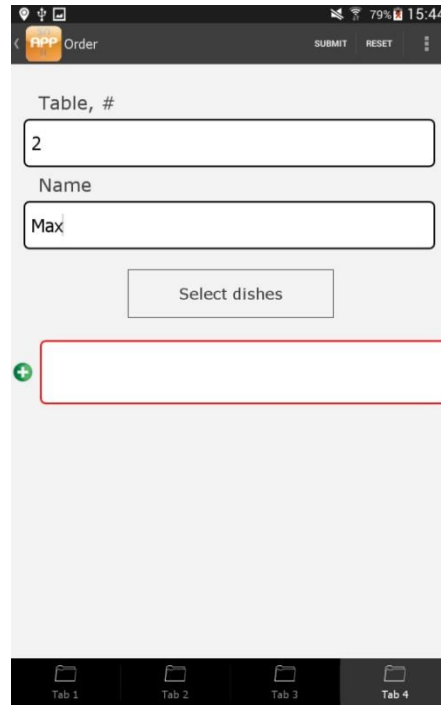 79% 15:44
APP Order SUBMIT RESET
Table, #
2
Name
Max
Select dishes
Tab 1 Tab 2 Tab 3 Tab 4